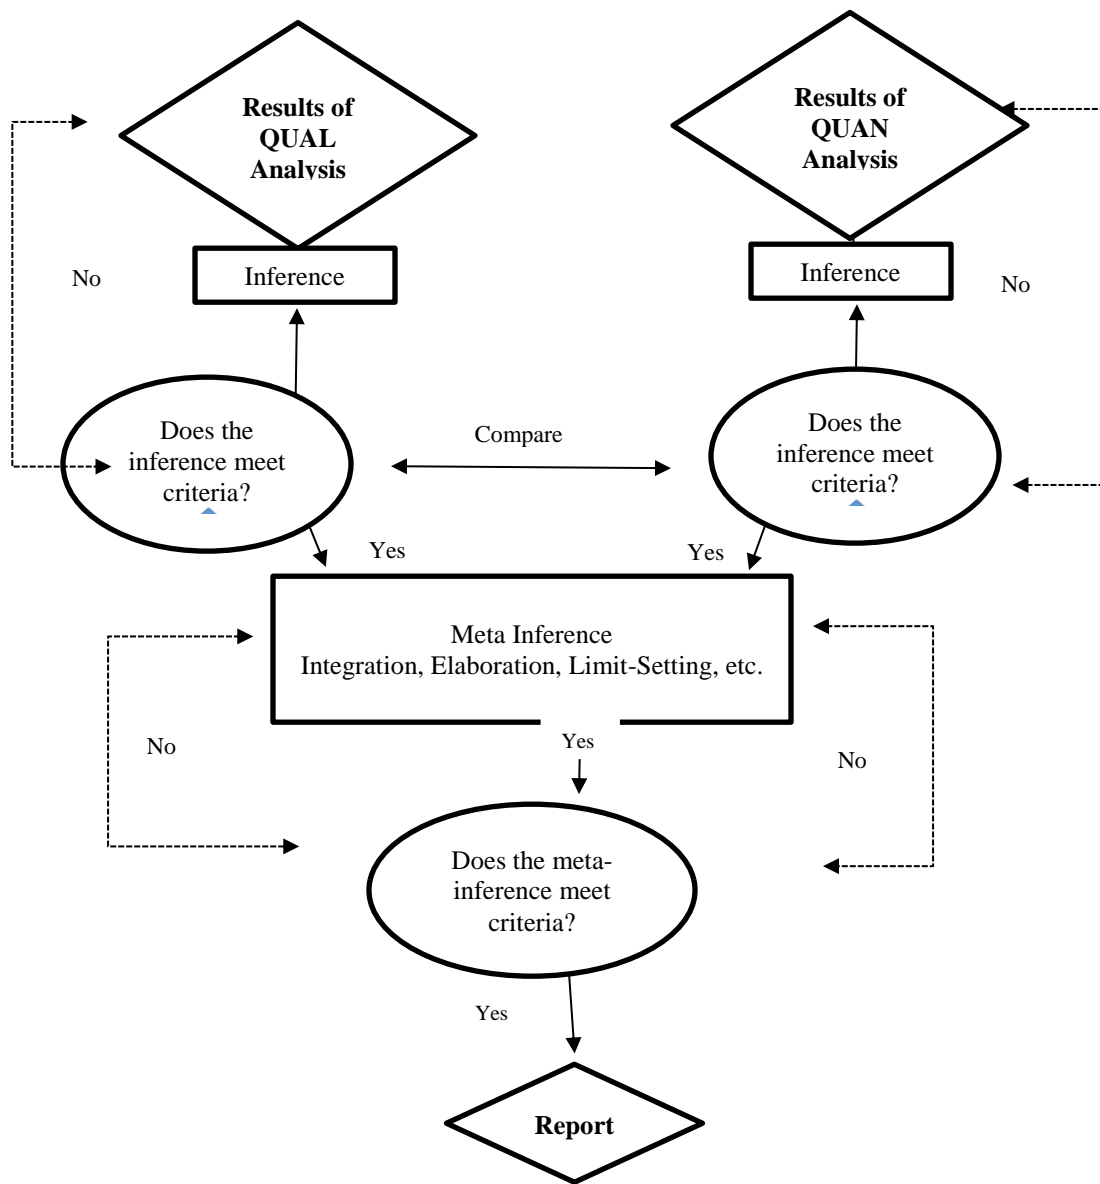 Results of
QUAL
Analysis
Results of
QUAN
Analysis
Inference
Inference
No
No
Does the
inference meet
criteria?
Compare
Does the
inference meet
criteria?
Yes
Yes
Meta Inference
Integration, Elaboration, Limit-Setting, etc.
No
Yes
No
Does the meta-
inference meet
criteria?
Yes
Report